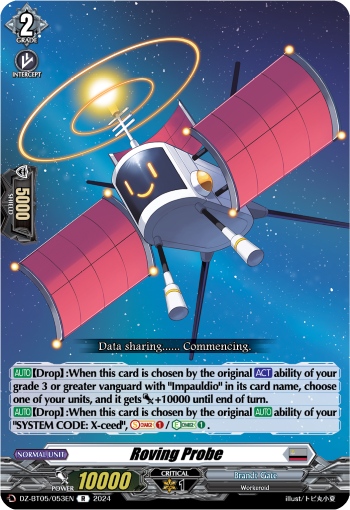 2
GRADE
INTERCEPT
5000
SHIELD
Data sharing...... Commencing.
AUTO [Drop]:When this card is chosen by the original ACT ability of your
grade 3 or greater vanguard with "Impauldio" in its card name, choose
one of your units, and it gets +10000 until end of turn.
AUTO [Drop]:When this card is chosen by the original AUTO ability of your
"SYSTEM CODE: X-ceed", SOUL CHARGE 1 / ENERGY CHARGE 1 .
NORMAL UNIT
Roving Probe
POWER 10000
CRITICAL
1
Brandt Gate
Workeroid
DZ-BT05/053EN R 2024
illust/トビ丸小夏